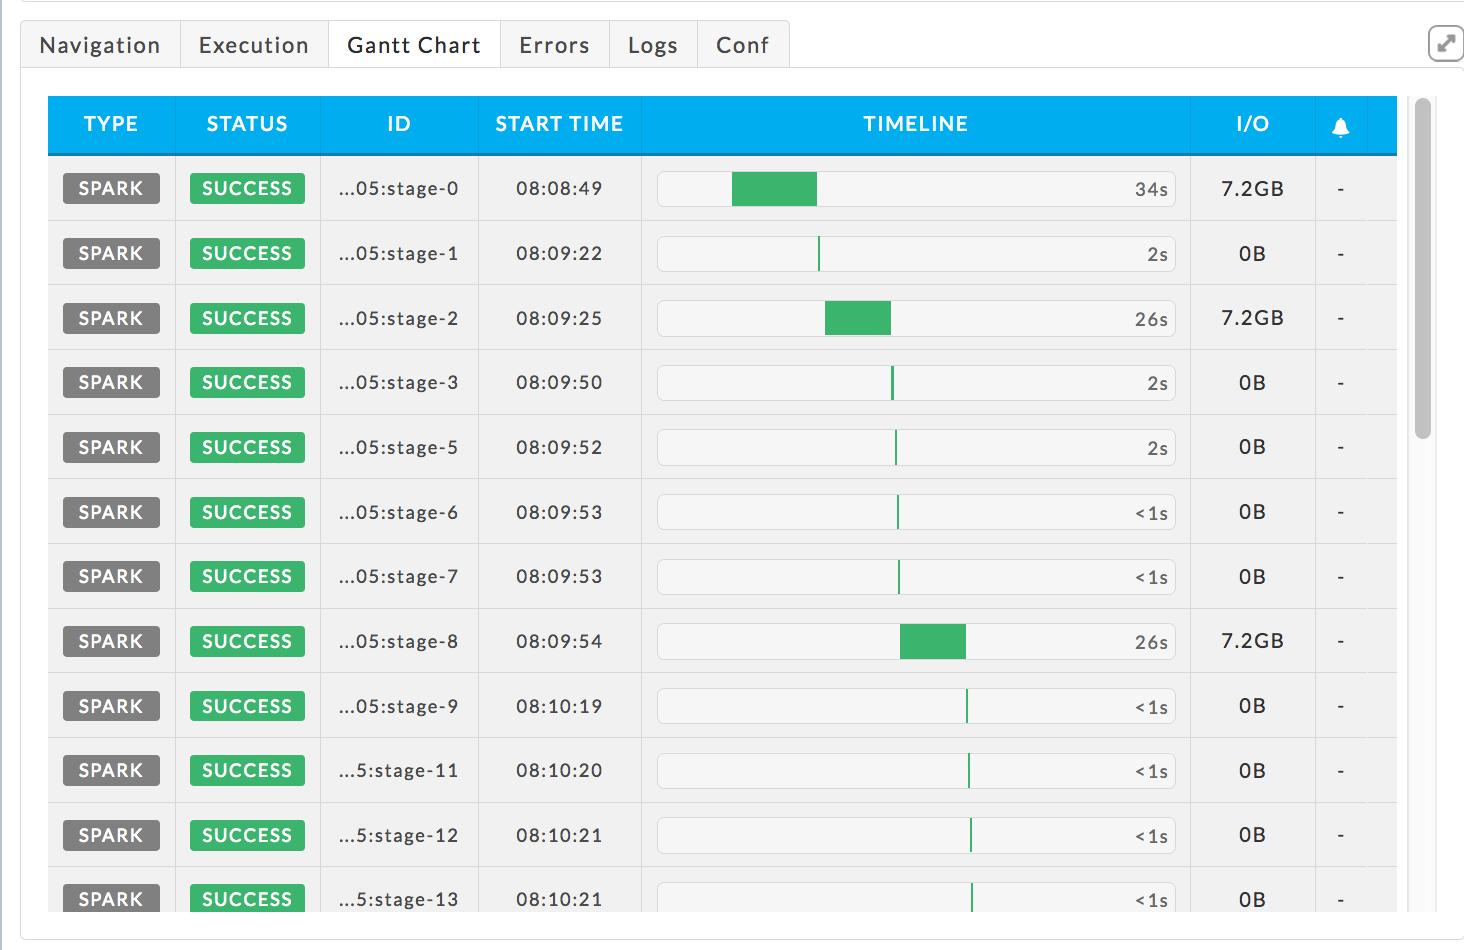 Navigation Execution Gantt Chart Errors Logs Conf
TYPE STATUS ID START TIME TIMELINE I/O
SPARK SUCCESS ...05:stage-0 08:08:49 34s 7.2GB -
SPARK SUCCESS ...05:stage-1 08:09:22 2s 0B -
SPARK SUCCESS ...05:stage-2 08:09:25 26s 7.2GB -
SPARK SUCCESS ...05:stage-3 08:09:50 2s 0B -
SPARK SUCCESS ...05:stage-5 08:09:52 2s 0B -
SPARK SUCCESS ...05:stage-6 08:09:53 <1s 0B -
SPARK SUCCESS ...05:stage-7 08:09:53 <1s 0B -
SPARK SUCCESS ...05:stage-8 08:09:54 26s 7.2GB -
SPARK SUCCESS ...05:stage-9 08:10:19 <1s 0B -
SPARK SUCCESS ...5:stage-11 08:10:20 <1s 0B -
SPARK SUCCESS ...5:stage-12 08:10:21 <1s 0B -
SPARK SUCCESS ...5:stage-13 08:10:21 <1s 0B -